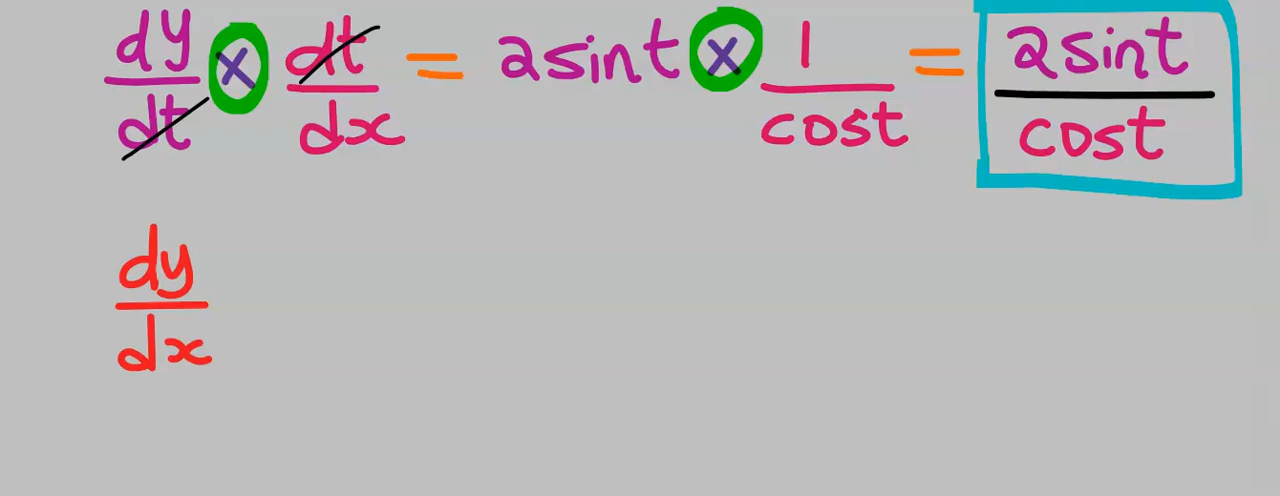 dy/dt × dt/dx = 2sint × 1/cost = 2sint/cost
dy/dx